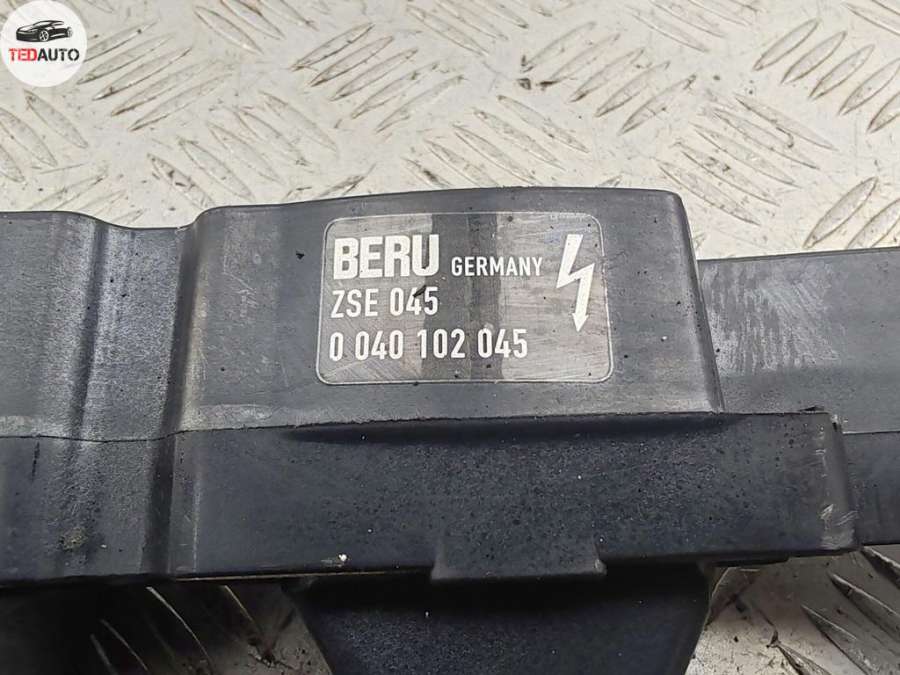 TEDAUTO
BERU GERMANY
ZSE 045
0 040 102 045